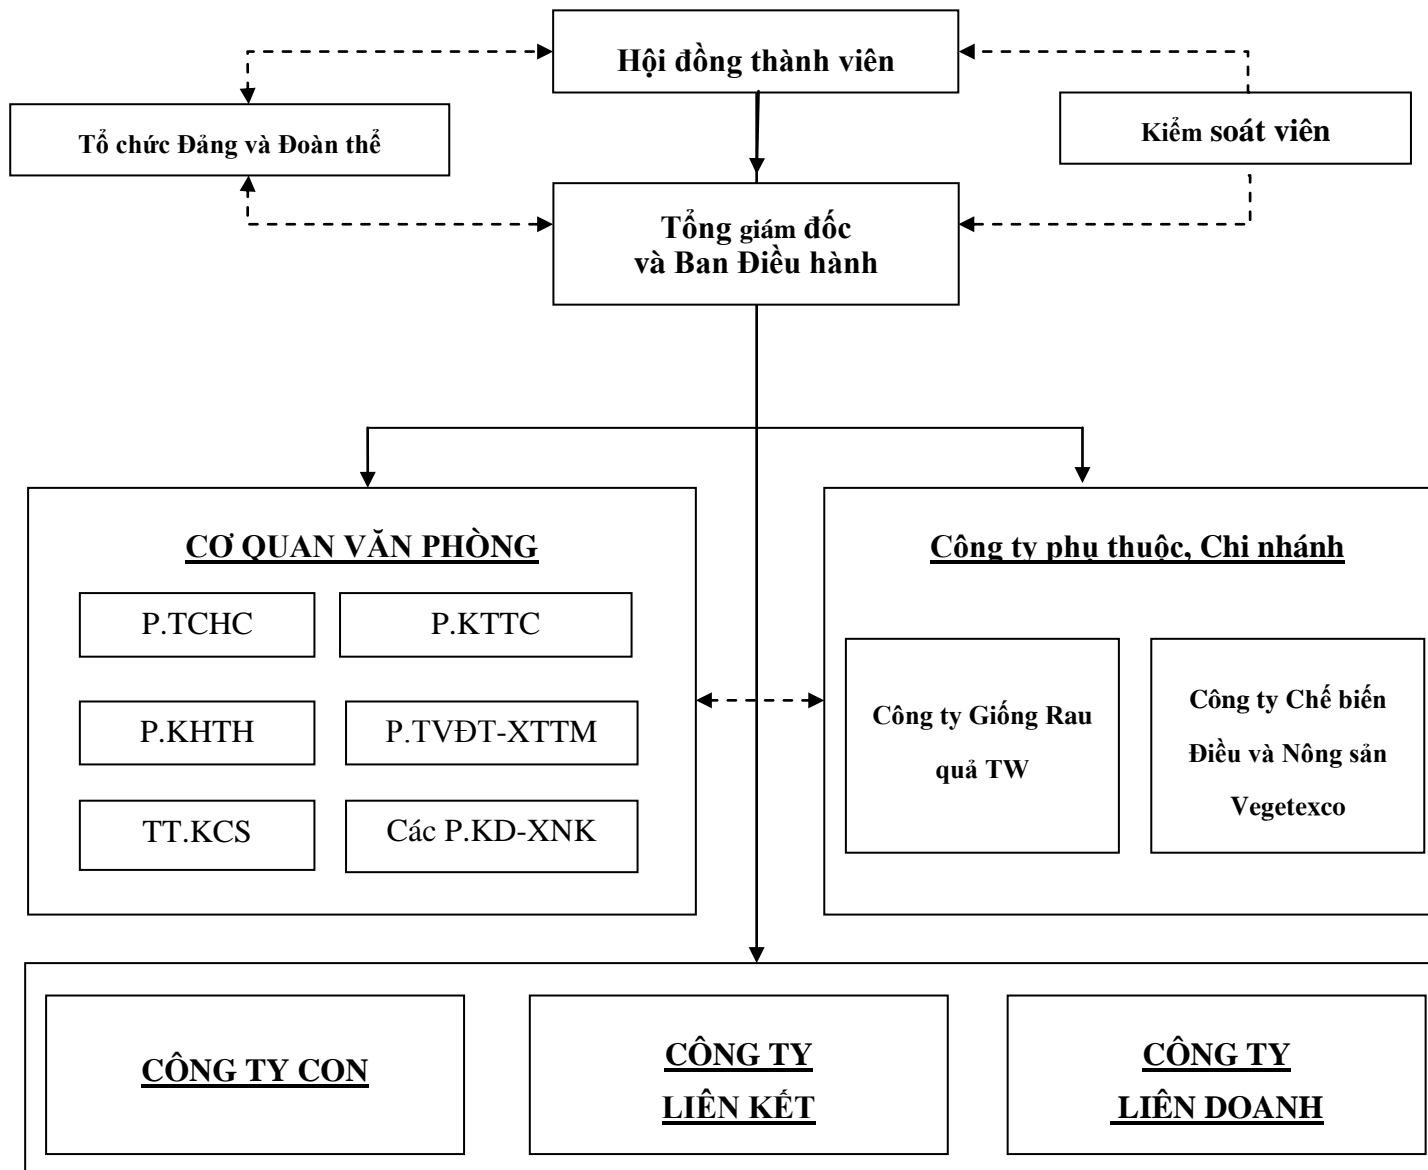 Hội đồng thành viên
Tổ chức Đảng và Đoàn thể
Kiểm soát viên
Tổng giám đốc
và Ban Điều hành
CƠ QUAN VĂN PHÒNG
P.TCHC
P.KTTC
P.KHTH
P.TVĐT-XTTM
TT.KCS
Các P.KD-XNK
Công ty phụ thuộc, Chi nhánh
Công ty Giống Rau
quả TW
Công ty Chế biến
Điều và Nông sản
Vegetexco
CÔNG TY CON
CÔNG TY
LIÊN KẾT
CÔNG TY
LIÊN DOANH